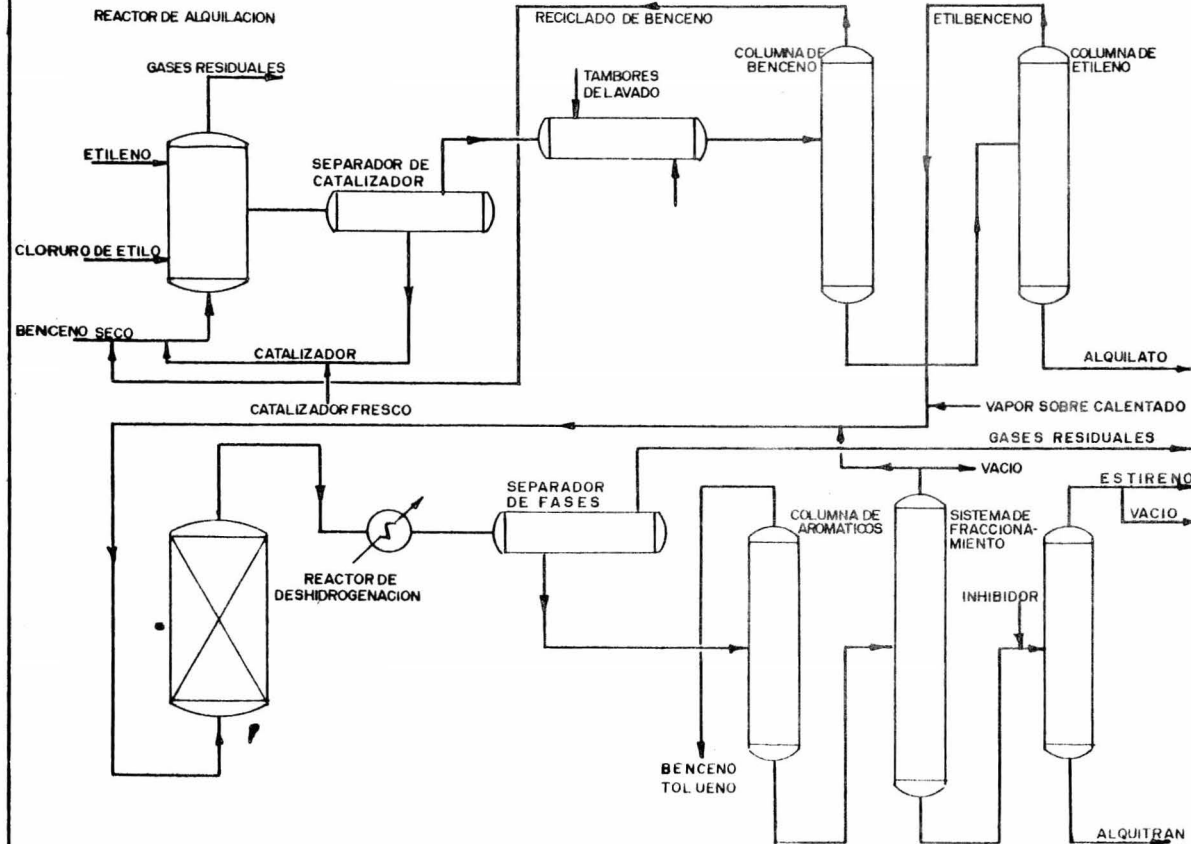 REACTOR DE ALQUILACION
RECICLADO DE BENCENO
ETILBENCENO
GASES RESIDUALES
COLUMNA DE
BENCENO
COLUMNA DE
ETILENO
TAMBORES
DE LAVADO
ETILENO
SEPARADOR DE
CATALIZADOR
CLORURO DE ETILO
BENCENO SECO
CATALIZADOR
ALQUILATO
CATALIZADOR FRESCO
VAPOR SOBRE CALENTADO
GASES RESIDUALES
VACIO
ESTIRENO
SEPARADOR
DE FASES
COLUMNA DE
AROMATICOS
SISTEMA DE
FRACCIONA-
MIENTO
VACIO
REACTOR DE
DESHIDROGENACION
INHIBIDOR
BENCENO
TOLUENO
ALQUITRAN